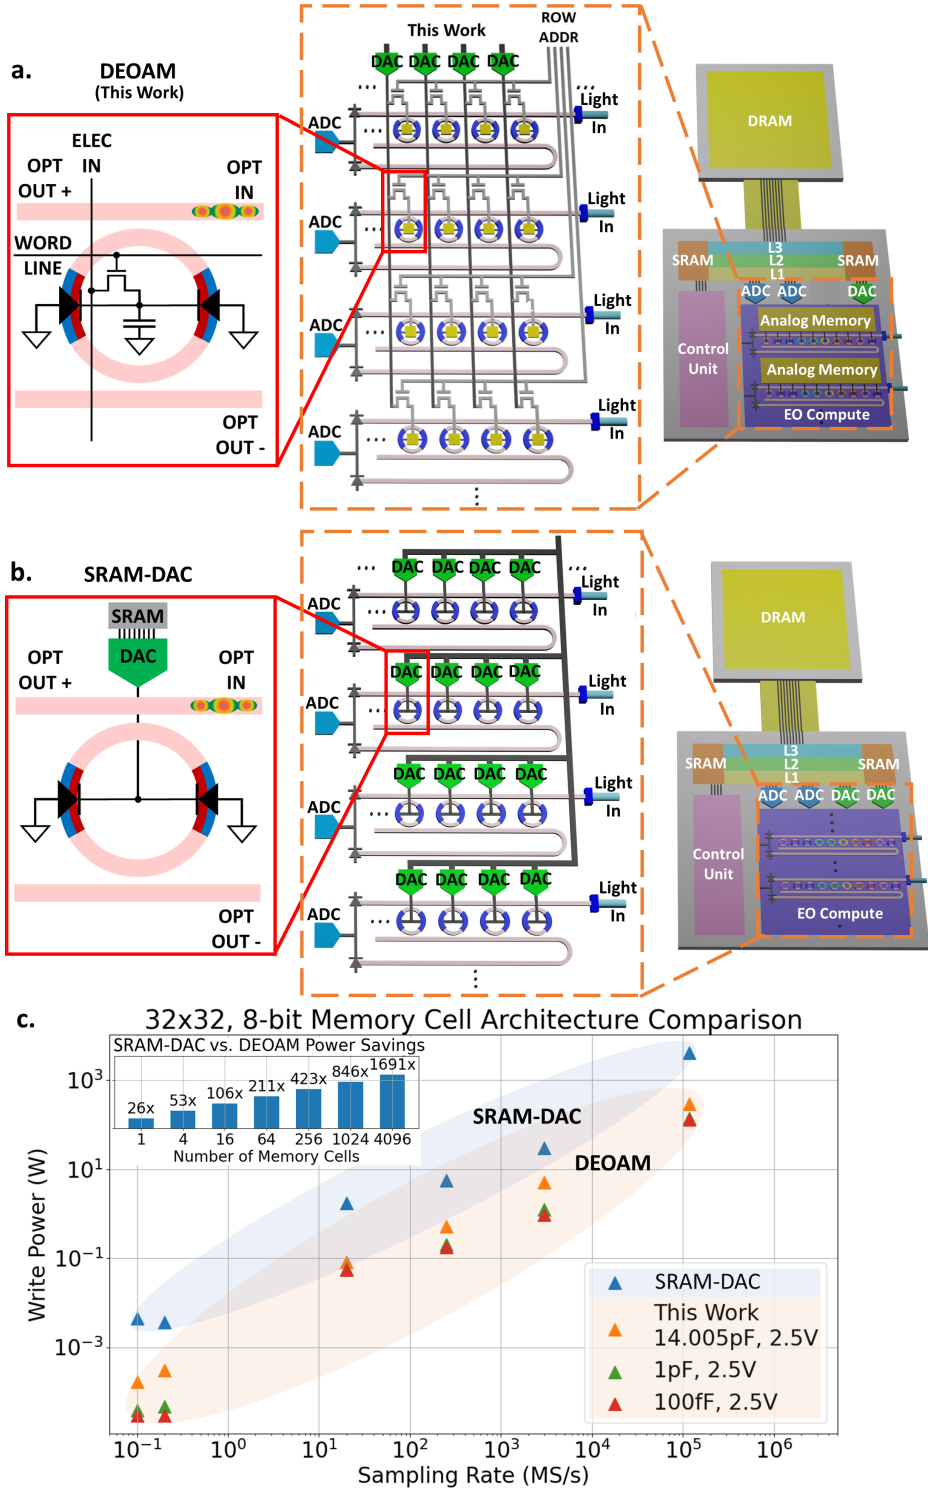 a.
DEOAM
(This Work)
ELEC
IN
OPT
OUT +
OPT
IN
WORD
LINE
OPT
OUT -
This Work
ROW
ADDR
DAC DAC DAC DAC
...
...
Light
In
ADC
...
Light
In
ADC
...
Light
In
ADC
...
Light
In
ADC
...
DRAM
SRAM
L3
L2
L1
SRAM
ADC ADC DAC
Analog Memory
Control
Unit
Analog Memory
EO Compute
b.
SRAM-DAC
SRAM
DAC
OPT
OUT +
OPT
IN
OPT
OUT -
...
DAC DAC DAC DAC
...
Light
In
ADC
...
DAC DAC DAC DAC
Light
In
ADC
...
DAC DAC DAC DAC
Light
In
ADC
...
DAC DAC DAC DAC
Light
In
ADC
...
DRAM
SRAM
L3
L2
L1
SRAM
ADC ADC DAC DAC
Control
Unit
EO Compute
c.
32x32, 8-bit Memory Cell Architecture Comparison
SRAM-DAC vs. DEOAM Power Savings
26x 53x 106x 211x 423x 846x 1691x
1 4 16 64 256 1024 4096
Number of Memory Cells
SRAM-DAC
DEOAM
Write Power (W)
10³
10¹
10⁻¹
10⁻³
SRAM-DAC
This Work
14.005pF, 2.5V
1pF, 2.5V
100fF, 2.5V
10⁻¹ 10⁰ 10¹ 10² 10³ 10⁴ 10⁵ 10⁶
Sampling Rate (MS/s)